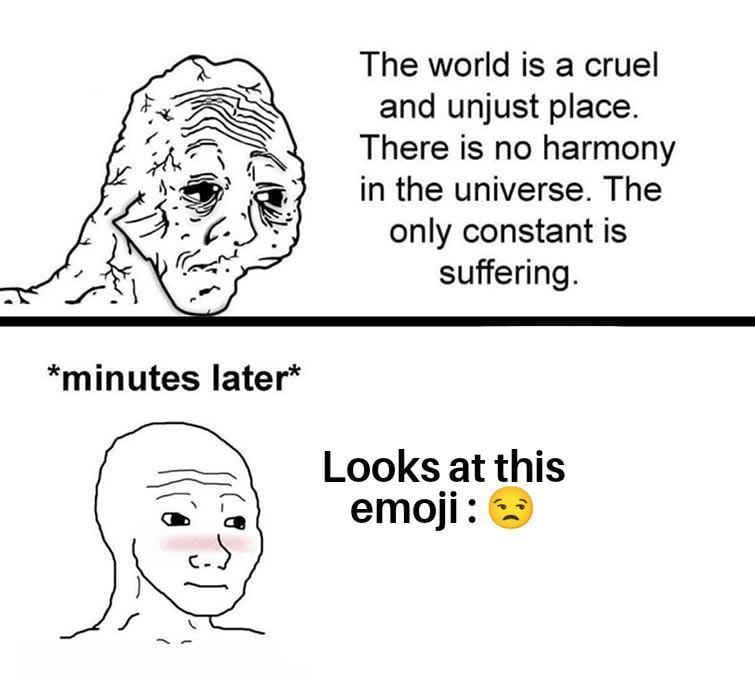 The world is a cruel
and unjust place.
There is no harmony
in the universe. The
only constant is
suffering.
*minutes later*
Looks at this
emoji : 😒